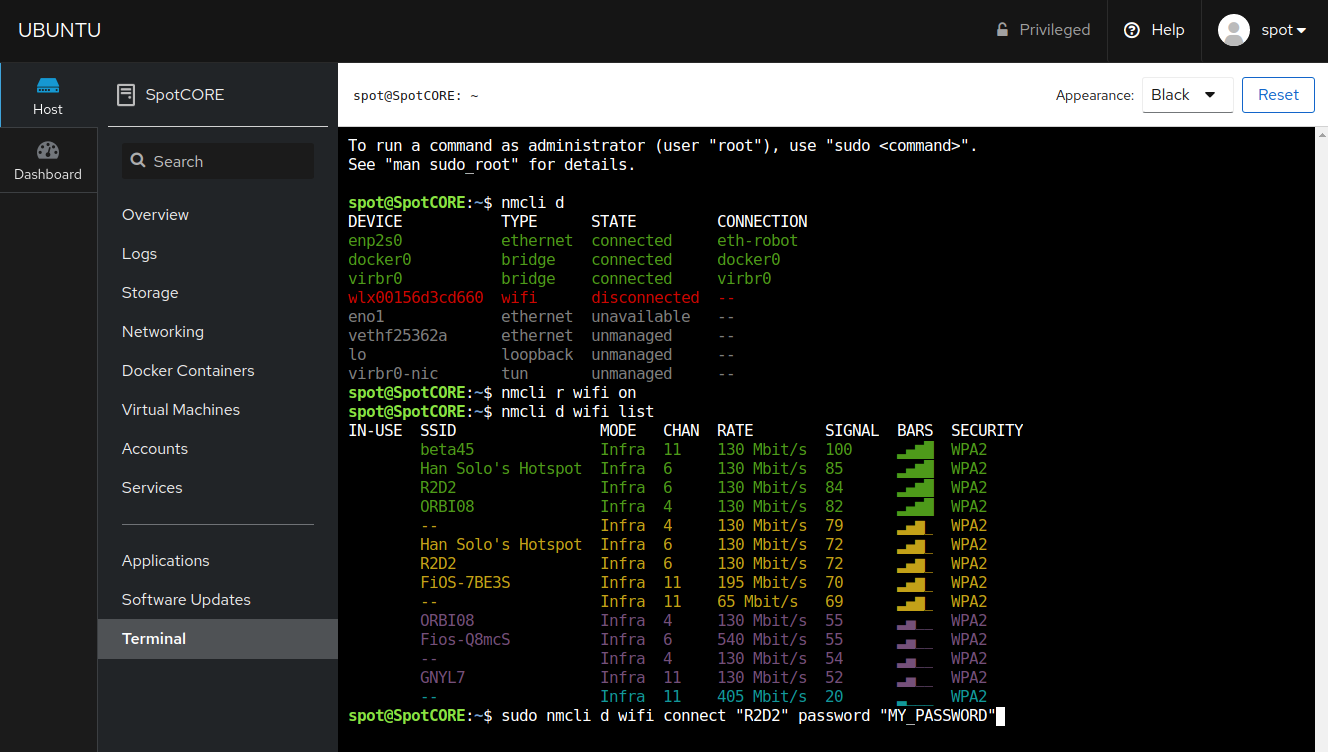 UBUNTU
Privileged
Help
spot
Host
Dashboard
SpotCORE
Search
Overview
Logs
Storage
Networking
Docker Containers
Virtual Machines
Accounts
Services
Applications
Software Updates
Terminal
spot@SpotCORE: ~
Appearance: Black Reset
To run a command as administrator (user "root"), use "sudo <command>".
See "man sudo_root" for details.
spot@SpotCORE:~$ nmcli d
DEVICE TYPE STATE CONNECTION
enp2s0 ethernet connected eth-robot
docker0 bridge connected docker0
virbr0 bridge connected virbr0
wlx00156d3cd660 wifi disconnected --
eno1 ethernet unavailable --
vethf25362a ethernet unmanaged --
lo loopback unmanaged --
virbr0-nic tun unmanaged --
spot@SpotCORE:~$ nmcli r wifi on
spot@SpotCORE:~$ nmcli d wifi list
IN-USE SSID MODE CHAN RATE SIGNAL BARS SECURITY
beta45 Infra 11 130 Mbit/s 100 ▂▄▆█ WPA2
Han Solo's Hotspot Infra 6 130 Mbit/s 85 ▂▄▆█ WPA2
R2D2 Infra 6 130 Mbit/s 84 ▂▄▆█ WPA2
ORBI08 Infra 4 130 Mbit/s 82 ▂▄▆█ WPA2
-- Infra 4 130 Mbit/s 79 ▂▄▆_ WPA2
Han Solo's Hotspot Infra 6 130 Mbit/s 72 ▂▄▆_ WPA2
R2D2 Infra 6 130 Mbit/s 72 ▂▄▆_ WPA2
FiOS-7BE3S Infra 11 195 Mbit/s 70 ▂▄▆_ WPA2
-- Infra 11 65 Mbit/s 69 ▂▄▆_ WPA2
ORBI08 Infra 4 130 Mbit/s 55 ▂▄__ WPA2
Fios-Q8mcS Infra 6 540 Mbit/s 55 ▂▄__ WPA2
-- Infra 4 130 Mbit/s 54 ▂▄__ WPA2
GNYL7 Infra 11 130 Mbit/s 52 ▂▄__ WPA2
-- Infra 11 405 Mbit/s 20 ▂___ WPA2
spot@SpotCORE:~$ sudo nmcli d wifi connect "R2D2" password "MY_PASSWORD"